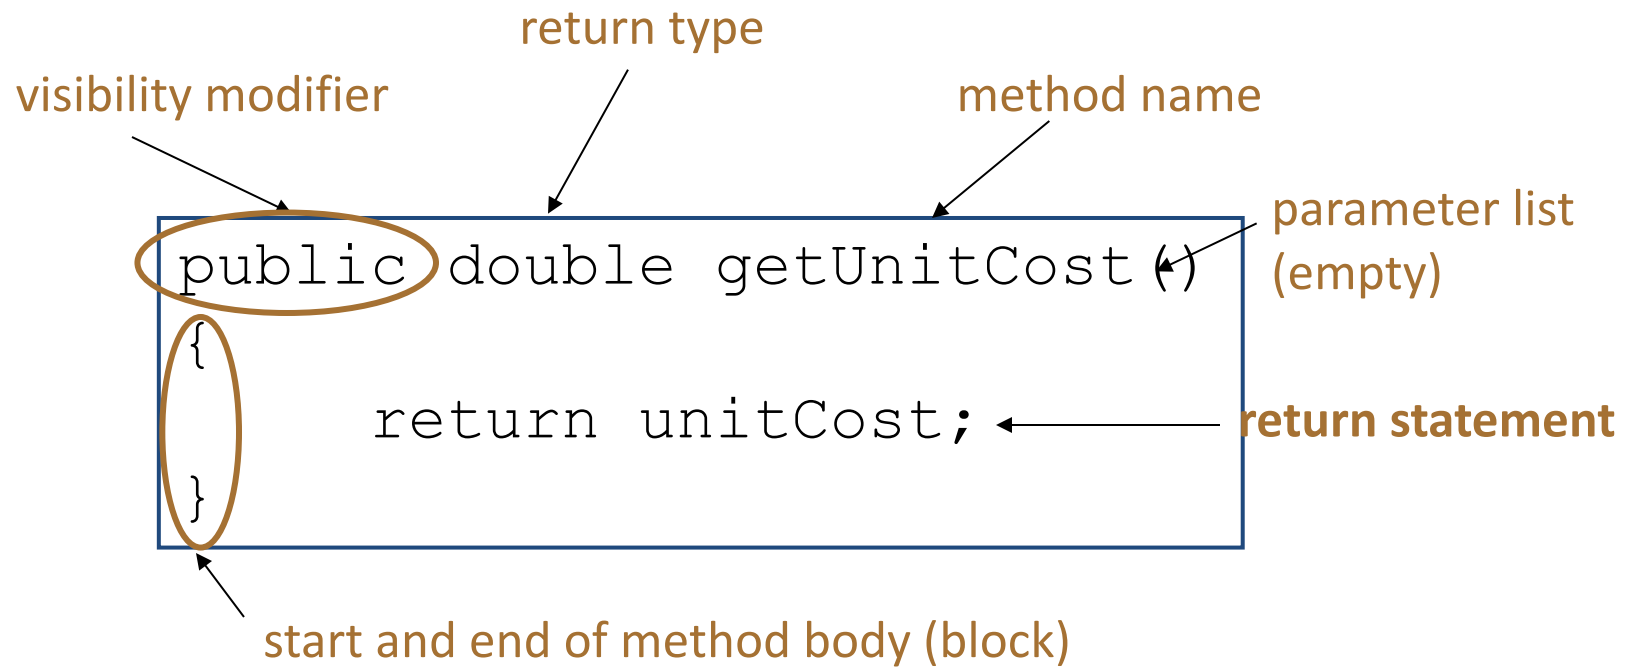 return type
visibility modifier
method name
parameter list
(empty)
public double getUnitCost()
{
return unitCost;
return statement
}
start and end of method body (block)